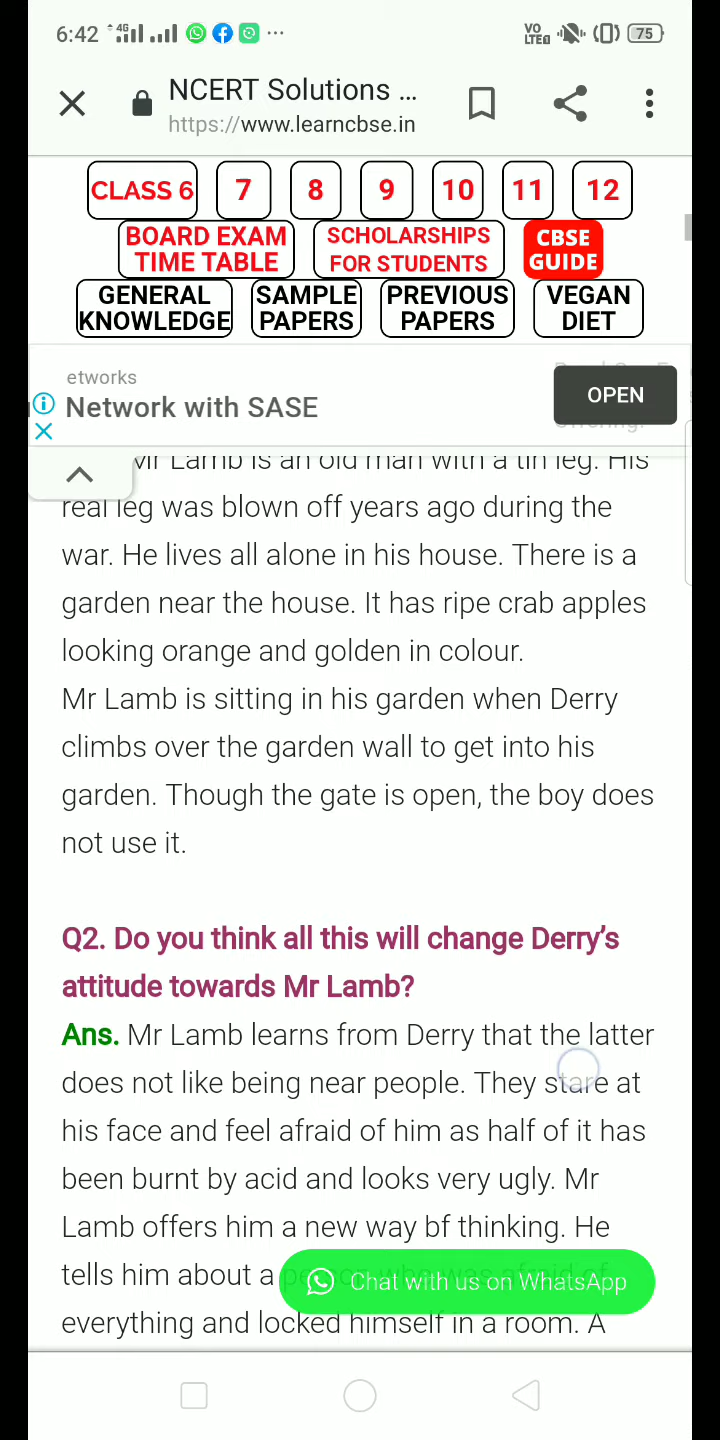 6:42 4G VO LTE 75
NCERT Solutions ...
https://www.learncbse.in
CLASS 6 7 8 9 10 11 12
BOARD EXAM TIME TABLE SCHOLARSHIPS FOR STUDENTS CBSE GUIDE
GENERAL KNOWLEDGE SAMPLE PAPERS PREVIOUS PAPERS VEGAN DIET
etworks
Network with SASE
OPEN
Lamb is an old man with a tin leg. His
real leg was blown off years ago during the
war. He lives all alone in his house. There is a
garden near the house. It has ripe crab apples
looking orange and golden in colour.
Mr Lamb is sitting in his garden when Derry
climbs over the garden wall to get into his
garden. Though the gate is open, the boy does
not use it.
Q2. Do you think all this will change Derry's
attitude towards Mr Lamb?
Ans. Mr Lamb learns from Derry that the latter
does not like being near people. They stare at
his face and feel afraid of him as half of it has
been burnt by acid and looks very ugly. Mr
Lamb offers him a new way bf thinking. He
tells him about a person who was afraid of
Chat with us on WhatsApp
everything and locked himself in a room. A